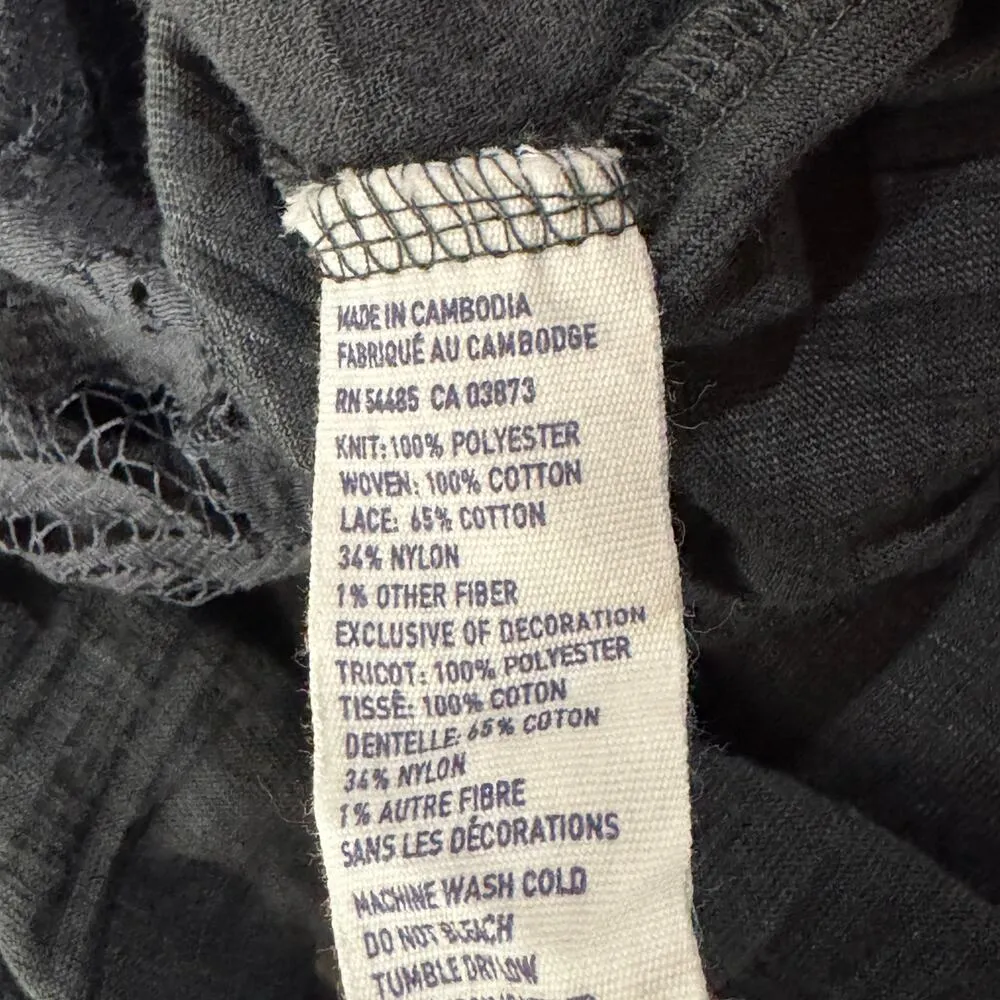 MADE IN CAMBODIA
FABRIQUÉ AU CAMBODGE
RN 54485 CA 03873
KNIT: 100% POLYESTER
WOVEN: 100% COTTON
LACE: 65% COTTON
34% NYLON
1% OTHER FIBER
EXCLUSIVE OF DECORATION
TRICOT: 100% POLYESTER
TISSÊ: 100% COTON
DENTELLE: 65% COTON
34% NYLON
1% AUTRE FIBRE
SANS LES DÉCORATIONS
MACHINE WASH COLD
DO NOT BLEACH
TUMBLE DRY LOW